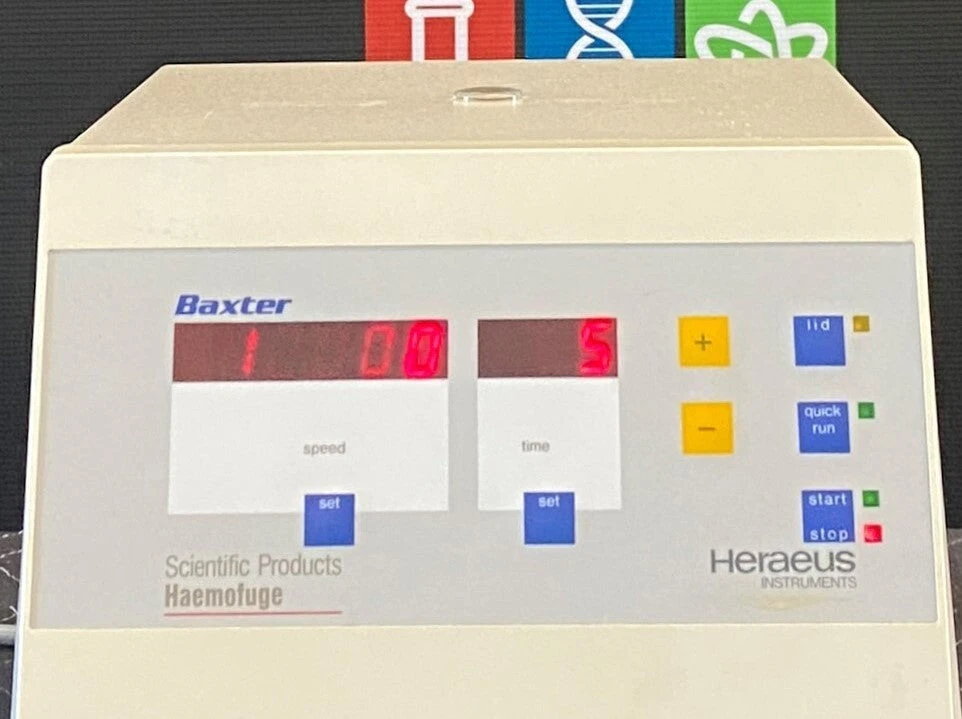 Baxter
1 00
5
+
lid
speed
time
−
quick
run
set
set
start
stop
Scientific Products
Haemofuge
Heraeus
INSTRUMENTS